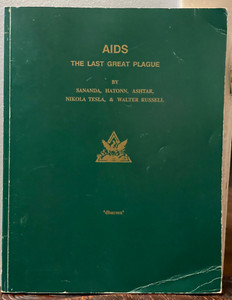 AIDS
THE LAST GREAT PLAGUE
BY
SANANDA, HATONN, ASHTAR,
NIKOLA TESLA, & WALTER RUSSELL
"dharma"